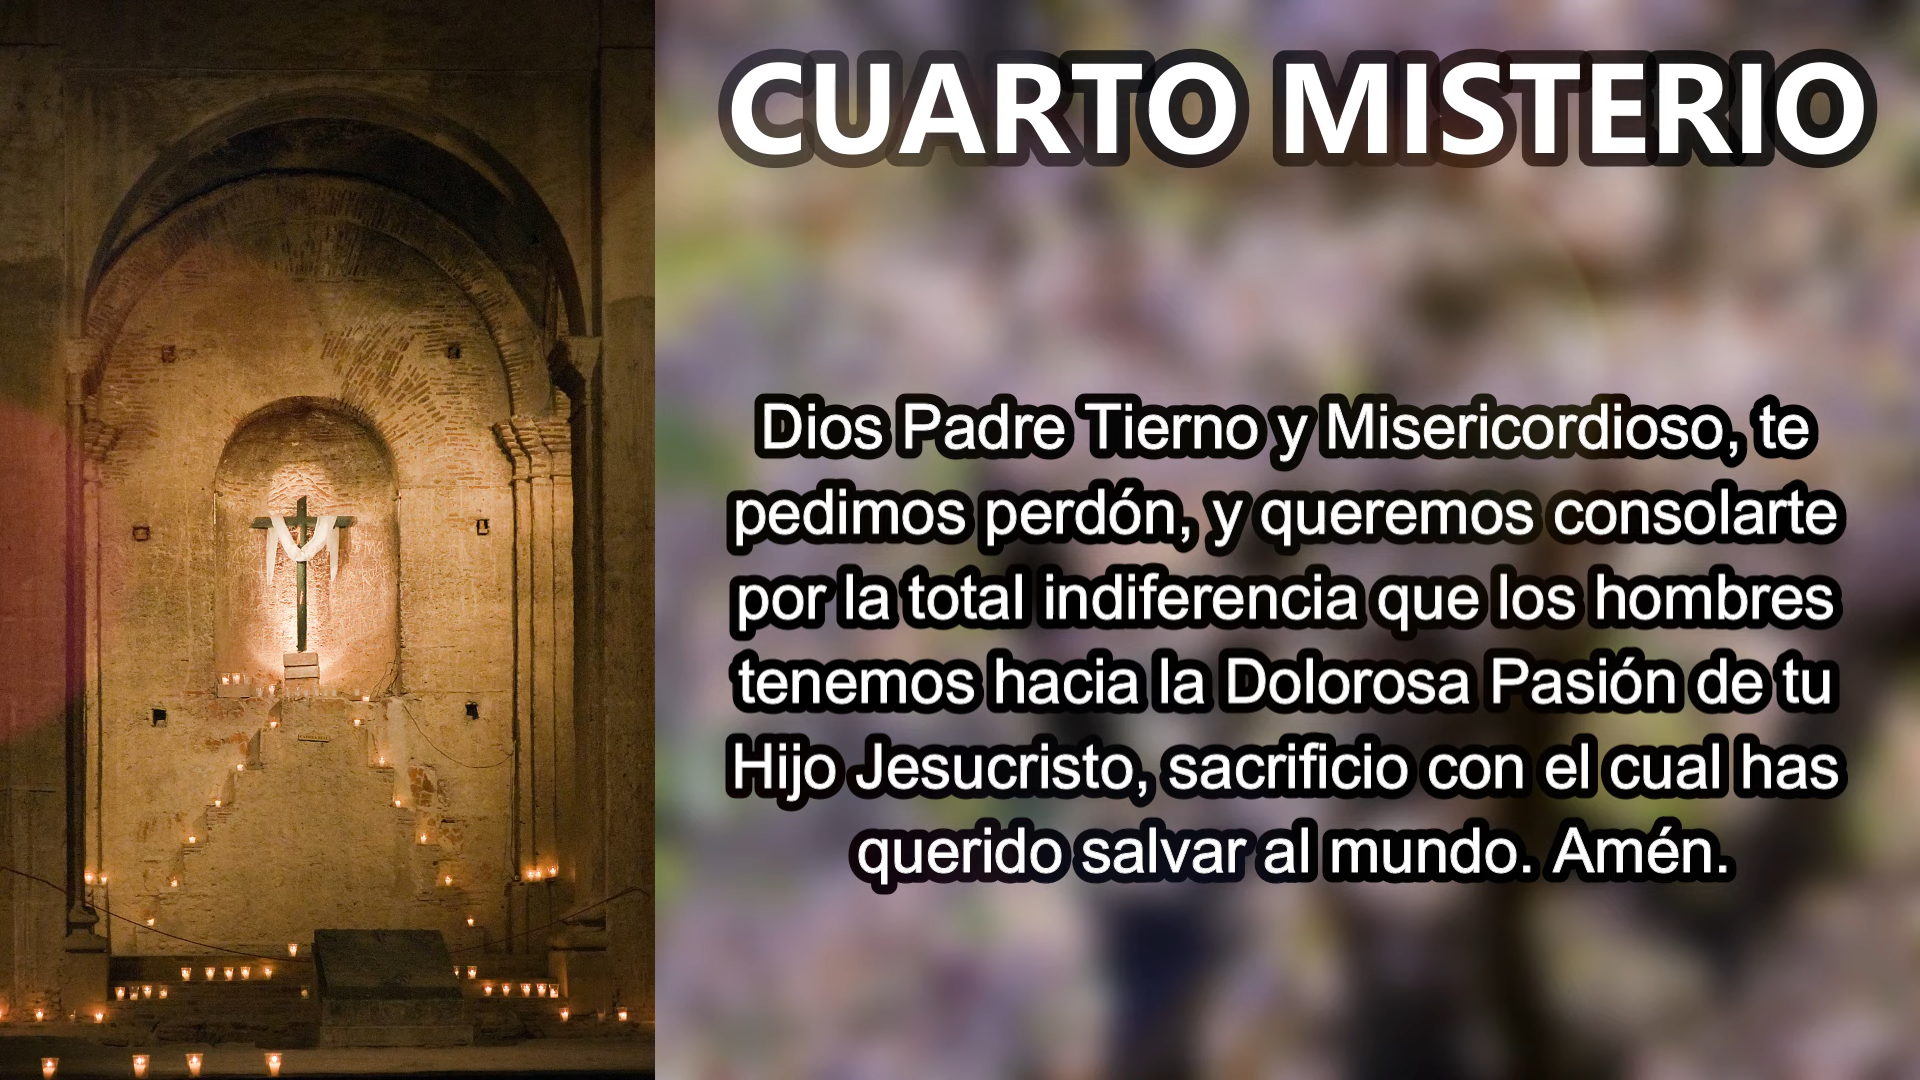 CUARTO MISTERIO
Dios Padre Tierno y Misericordioso, te
pedimos perdón, y queremos consolarte
por la total indiferencia que los hombres
tenemos hacia la Dolorosa Pasión de tu
Hijo Jesucristo, sacrificio con el cual has
querido salvar al mundo. Amén.